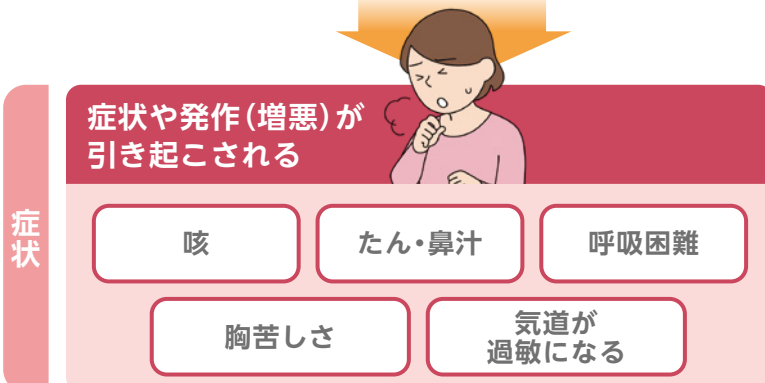 症状
症状や発作（増悪）が
引き起こされる
咳
たん・鼻汁
呼吸困難
胸苦しさ
気道が
過敏になる